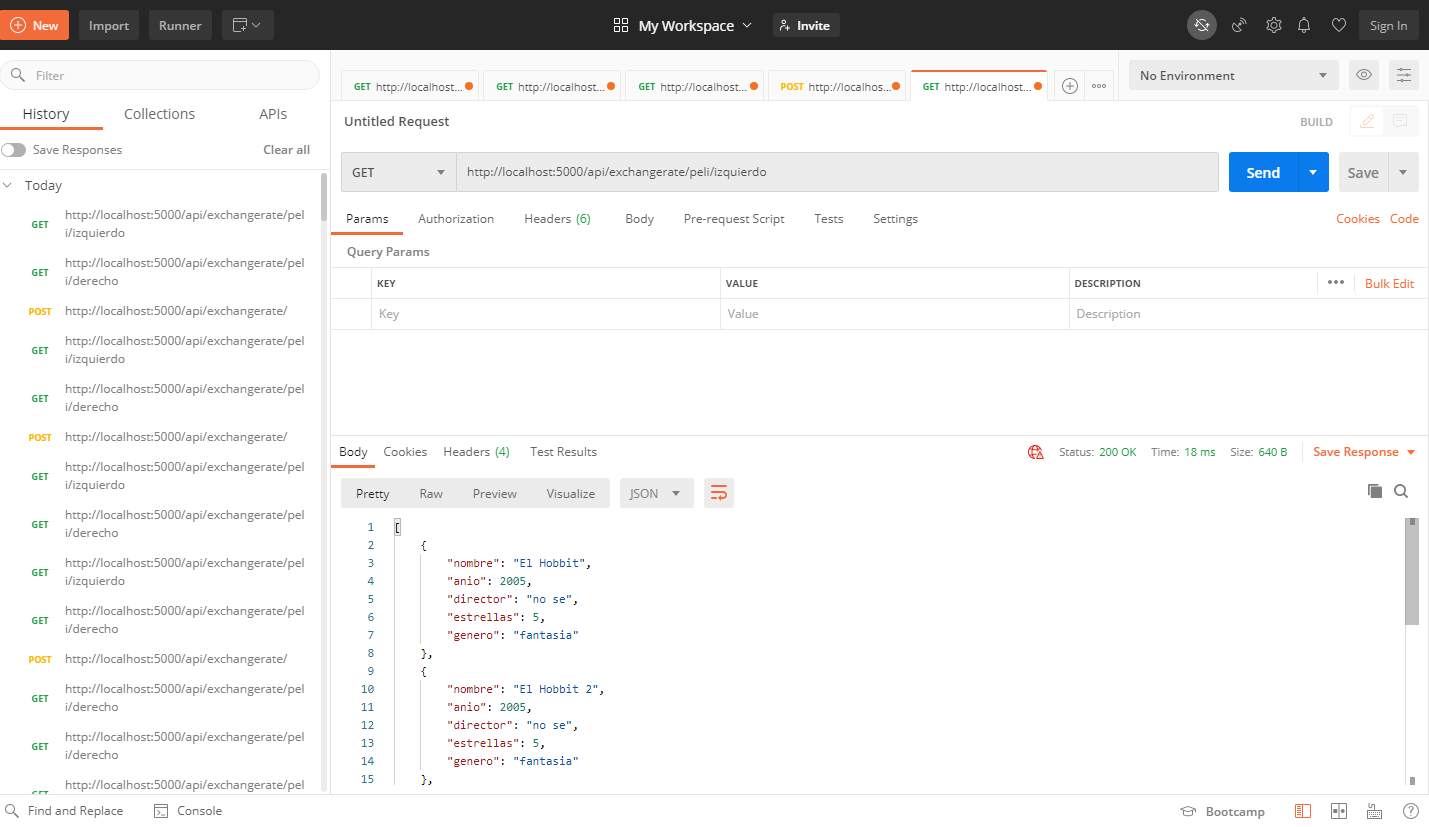 New
Import
Runner
My Workspace
Invite
Sign In
Filter
History
Collections
APIs
Save Responses
Clear all
Today
GET
http://localhost:5000/api/exchangerate/pel
i/izquierdo
GET
http://localhost:5000/api/exchangerate/pel
i/derecho
POST
http://localhost:5000/api/exchangerate/
GET
http://localhost:5000/api/exchangerate/pel
i/izquierdo
GET
http://localhost:5000/api/exchangerate/pel
i/derecho
POST
http://localhost:5000/api/exchangerate/
GET
http://localhost:5000/api/exchangerate/pel
i/izquierdo
GET
http://localhost:5000/api/exchangerate/pel
i/derecho
GET
http://localhost:5000/api/exchangerate/pel
i/izquierdo
GET
http://localhost:5000/api/exchangerate/pel
i/derecho
POST
http://localhost:5000/api/exchangerate/
GET
http://localhost:5000/api/exchangerate/pel
i/derecho
GET
http://localhost:5000/api/exchangerate/pel
i/derecho
GET
http://localhost:5000/api/exchangerate/pel
GET http://localhost...
GET http://localhost...
GET http://localhost...
POST http://localhos...
GET http://localhost...
No Environment
Untitled Request
BUILD
GET
http://localhost:5000/api/exchangerate/peli/izquierdo
Send
Save
Params
Authorization
Headers (6)
Body
Pre-request Script
Tests
Settings
Cookies
Code
Query Params
KEY
VALUE
DESCRIPTION
Bulk Edit
Key
Value
Description
Body
Cookies
Headers (4)
Test Results
Status: 200 OK
Time: 18 ms
Size: 640 B
Save Response
Pretty
Raw
Preview
Visualize
JSON
1 [
2 {
3 "nombre": "El Hobbit",
4 "anio": 2005,
5 "director": "no se",
6 "estrellas": 5,
7 "genero": "fantasia"
8 },
9 {
10 "nombre": "El Hobbit 2",
11 "anio": 2005,
12 "director": "no se",
13 "estrellas": 5,
14 "genero": "fantasia"
15 },
Find and Replace
Console
Bootcamp